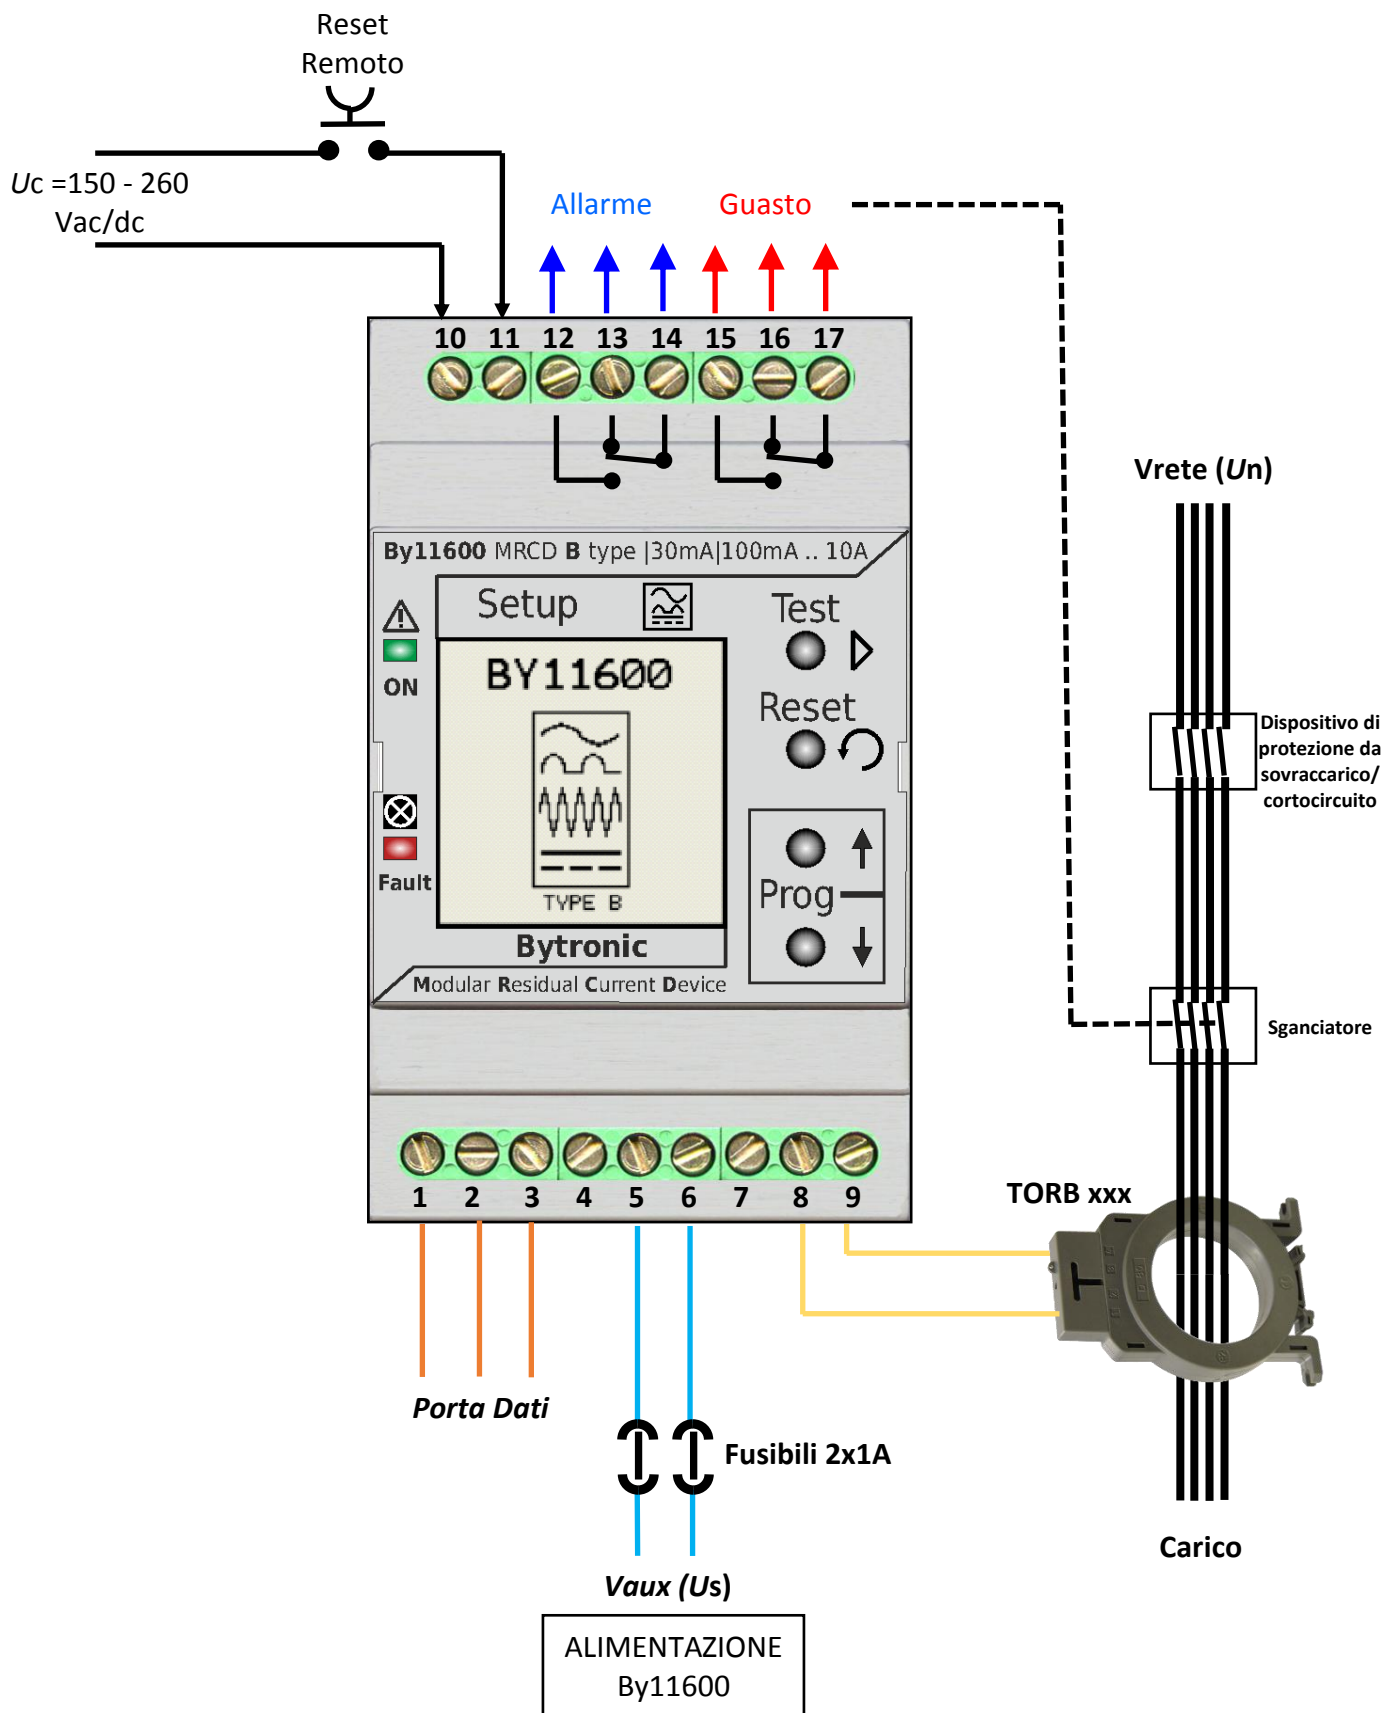 Reset
Remoto
Uc =150 - 260
Vac/dc
Allarme
Guasto
10 11 12 13 14 15 16 17
Vrete (Un)
By11600 MRCD B type |30mA|100mA .. 10A
Setup
Test
ON
BY11600
Reset
Dispositivo di
protezione da
sovraccarico/
cortocircuito
Fault
TYPE B
Prog
Bytronic
Modular Residual Current Device
Sganciatore
1 2 3 4 5 6 7 8 9
TORB xxx
Porta Dati
Fusibili 2x1A
Carico
Vaux (Us)
ALIMENTAZIONE
By11600